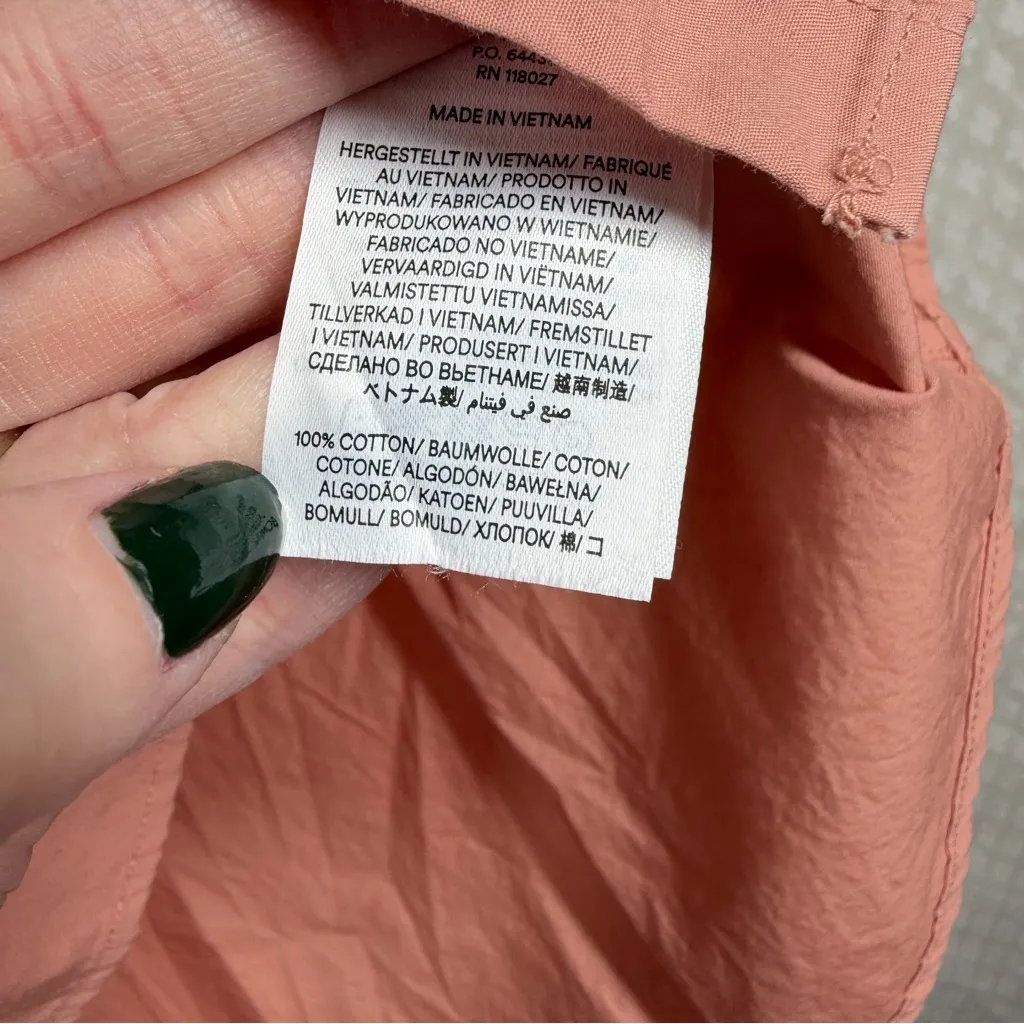 P.O. 6443
RN 118027
MADE IN VIETNAM
HERGESTELLT IN VIETNAM/ FABRIQUÉ
AU VIETNAM/ PRODOTTO IN
VIETNAM/ FABRICADO EN VIETNAM/
WYPRODUKOWANO W WIETNAMIE/
FABRICADO NO VIETNAME/
VERVAARDIGD IN VIËTNAM/
VALMISTETTU VIETNAMISSA/
TILLVERKAD I VIETNAM/ FREMSTILLET
I VIETNAM/ PRODUSERT I VIETNAM/
СДЕЛАНО ВО ВЬЕТНАМЕ/ 越南制造/
ベトナム製/ صنع في فيتنام
100% COTTON/ BAUMWOLLE/ COTON/
COTONE/ ALGODÓN/ BAWEŁNA/
ALGODÃO/ KATOEN/ PUUVILLA/
BOMULL/ BOMULD/ ХЛОПОК/ 棉/ コ